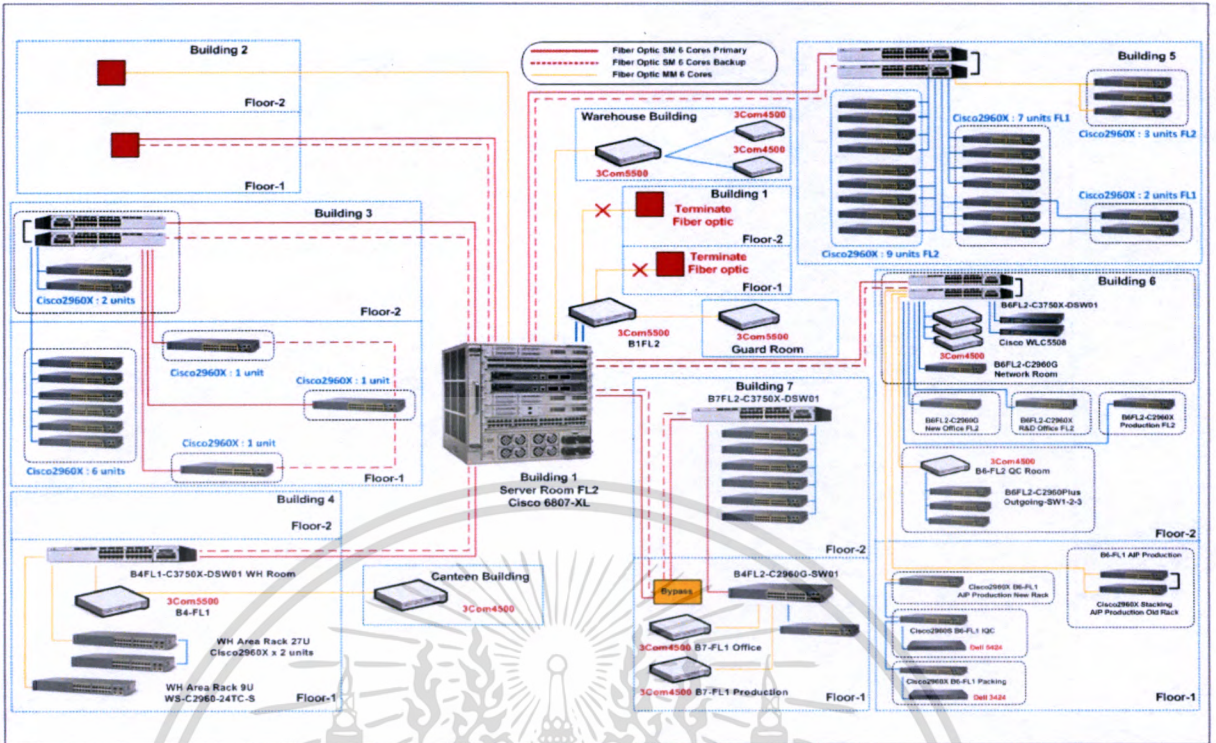 Building 2
Floor-2
Floor-1
Fiber Optic SM 6 Cores Primary
Fiber Optic SM 6 Cores Backup
Fiber Optic MM 6 Cores
Building 5
Cisco2960X : 7 units FL1
Cisco2960X : 3 units FL2
Cisco2960X : 2 units FL1
Cisco2960X : 9 units FL2
Warehouse Building
3Com4500
3Com4500
3Com5500
Building 1
Terminate
Fiber optic
Floor-2
Terminate
Fiber optic
Floor-1
3Com5500
B1FL2
3Com5500
Guard Room
Building 3
Cisco2960X : 2 units
Floor-2
Cisco2960X : 1 unit
Cisco2960X : 1 unit
Cisco2960X : 1 unit
Cisco2960X : 6 units
Floor-1
Building 1
Server Room FL2
Cisco 6807-XL
Building 6
B6FL2-C3750X-DSW01
Cisco WLC5508
3Com4500
B6FL2-C2960G
Network Room
B6FL2-C2960G
New Office FL2
B6FL2-C2960X
R&D Office FL2
B6FL2-C2960X
Production FL2
3Com4500
B6-FL2 QC Room
B6FL2-C2960Plus
Outgoing-SW1-2-3
Floor-2
B6-FL1 AIP Production
Cisco2960X B6-FL1
AIP Production New Rack
Cisco2960X Stacking
AIP Production Old Rack
Cisco2960S B6-FL1 IQC
Dell 5424
Cisco2960X B6-FL1 Packing
Dell 3424
Floor-1
Building 7
B7FL2-C3750X-DSW01
Floor-2
Bypass
B4FL2-C2960G-SW01
3Com4500 B7-FL1 Office
3Com4500 B7-FL1 Production
Floor-1
Building 4
Floor-2
B4FL1-C3750X-DSW01 WH Room
3Com5500
B4-FL1
Canteen Building
3Com4500
WH Area Rack 27U
Cisco2960X x 2 units
WH Area Rack 9U
WS-C2960-24TC-S
Floor-1